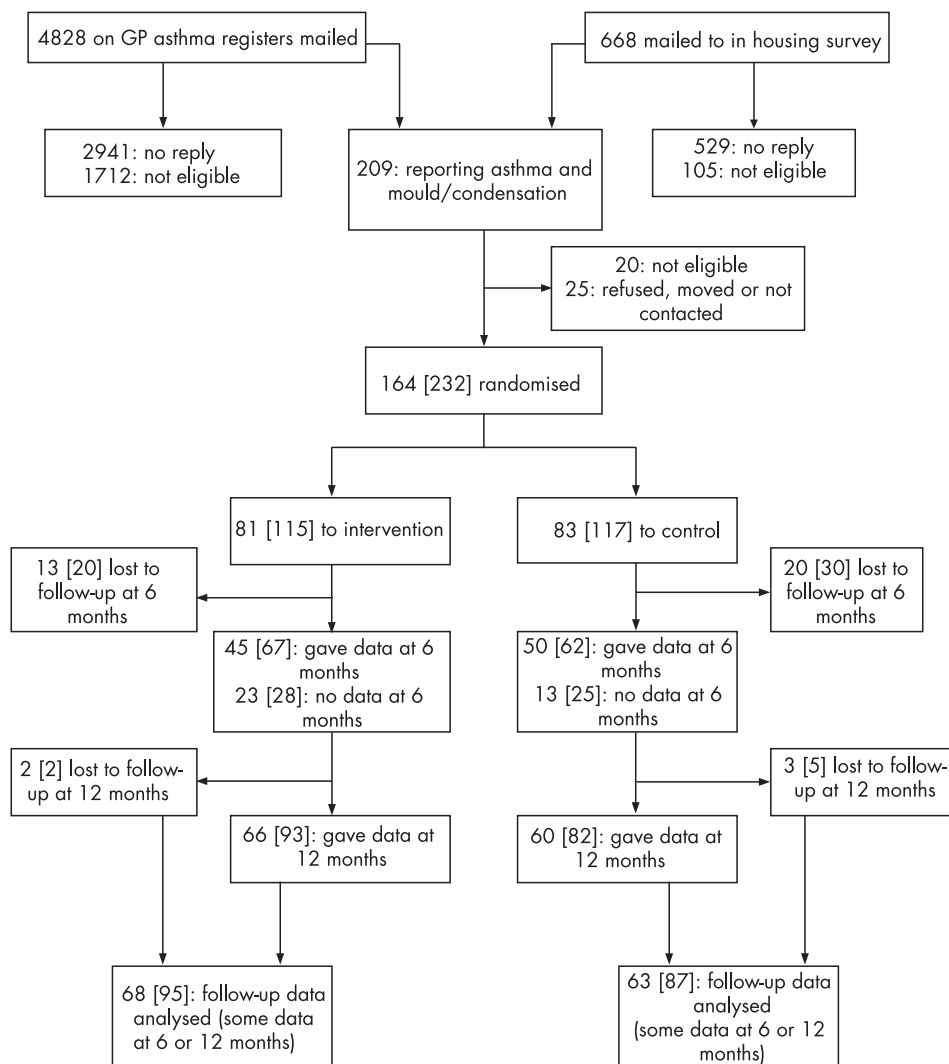 4828 on GP asthma registers mailed
668 mailed to in housing survey
2941: no reply
1712: not eligible
209: reporting asthma and
mould/condensation
529: no reply
105: not eligible
20: not eligible
25: refused, moved or not
contacted
164 [232] randomised
81 [115] to intervention
83 [117] to control
13 [20] lost to
follow-up at 6
months
20 [30] lost to
follow-up at 6
months
45 [67]: gave data at 6
months
23 [28]: no data at 6
months
50 [62]: gave data at 6
months
13 [25]: no data at 6
months
2 [2] lost to follow-
up at 12 months
3 [5] lost to follow-
up at 12 months
66 [93]: gave data at
12 months
60 [82]: gave data at
12 months
68 [95]: follow-up data
analysed (some data
at 6 or 12 months)
63 [87]: follow-up data
analysed
(some data at 6 or 12
months)